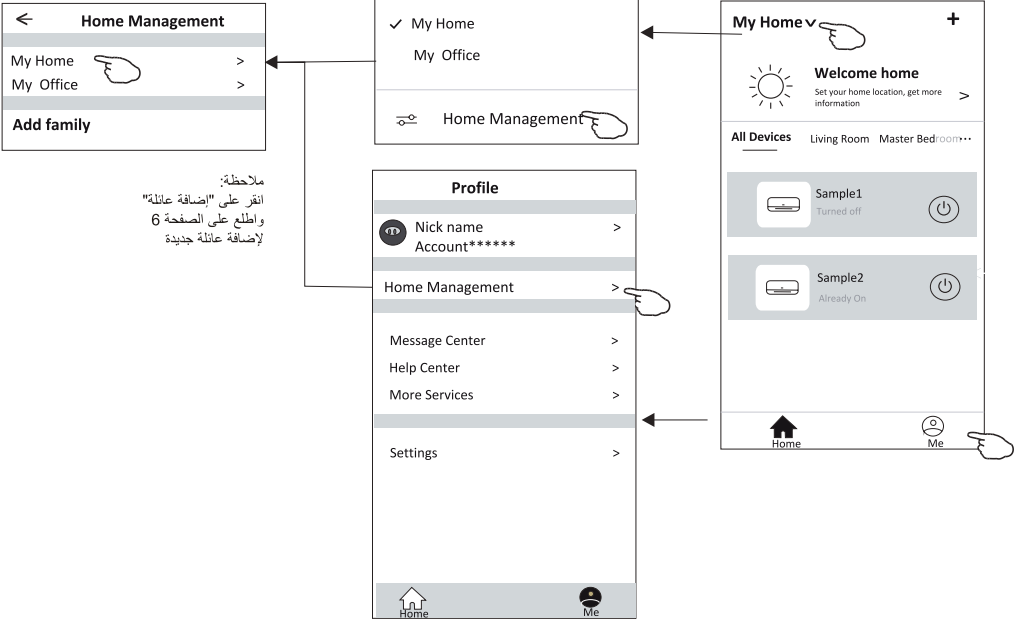 Home Management
My Home >
My Office >
Add family
ملاحظة:
انقر على "إضافة عائلة"
واطلع على الصفحة 6
لإضافة عائلة جديدة
My Home
My Office
Home Management
Profile
Nick name >
Account******
Home Management >
Message Center >
Help Center >
More Services >
Settings >
Home
Me
My Home
+
Welcome home
Set your home location, get more
information
>
All Devices Living Room Master Bedroom...
Sample1
Turned off
Sample2
Already On
Home
Me